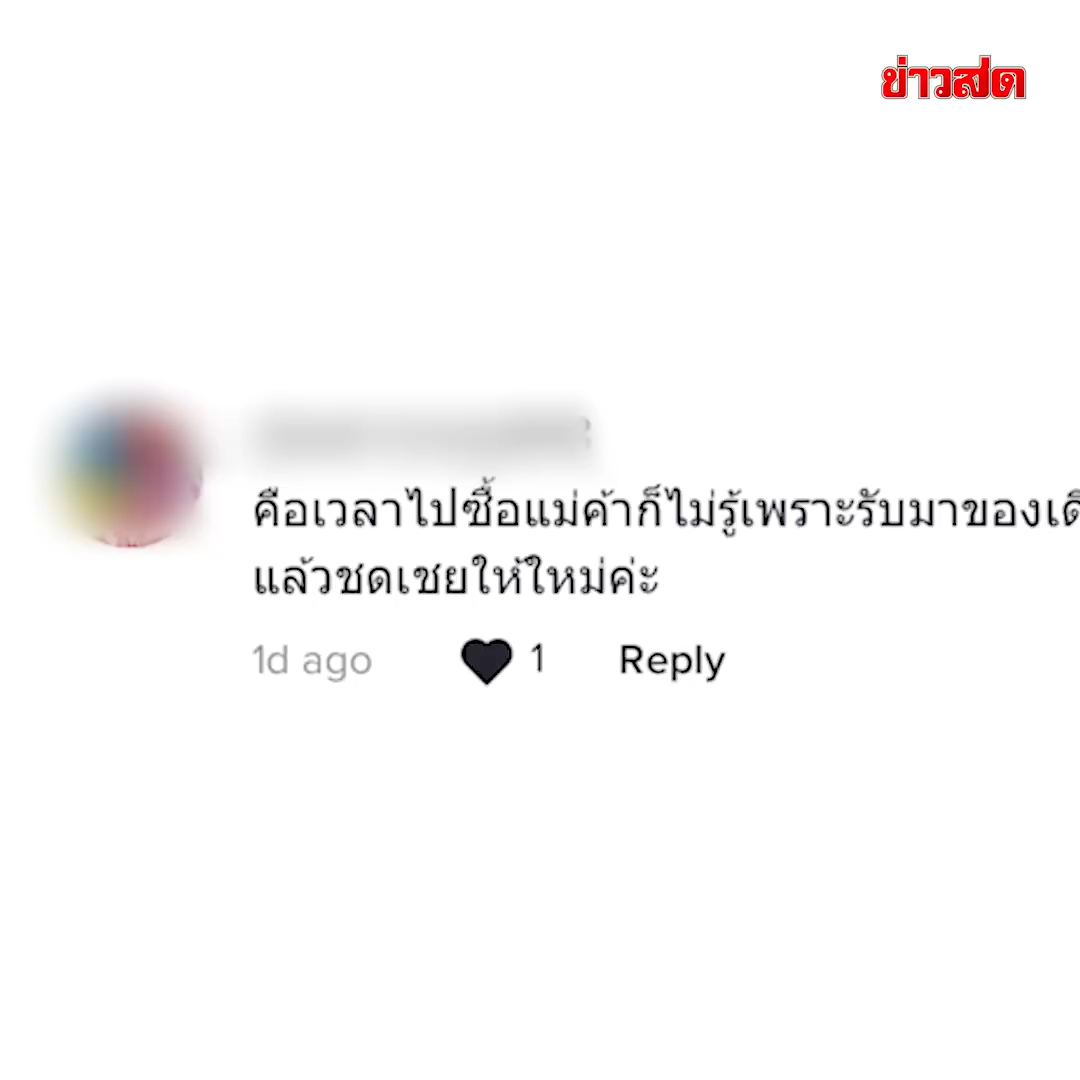 ข่าวสด
คือเวลาไปซื้อแม่ค้าก็ไม่รู้เพราะรับมาของเดิ
แล้วชดเชยให้ใหม่ค่ะ
1d ago 1 Reply